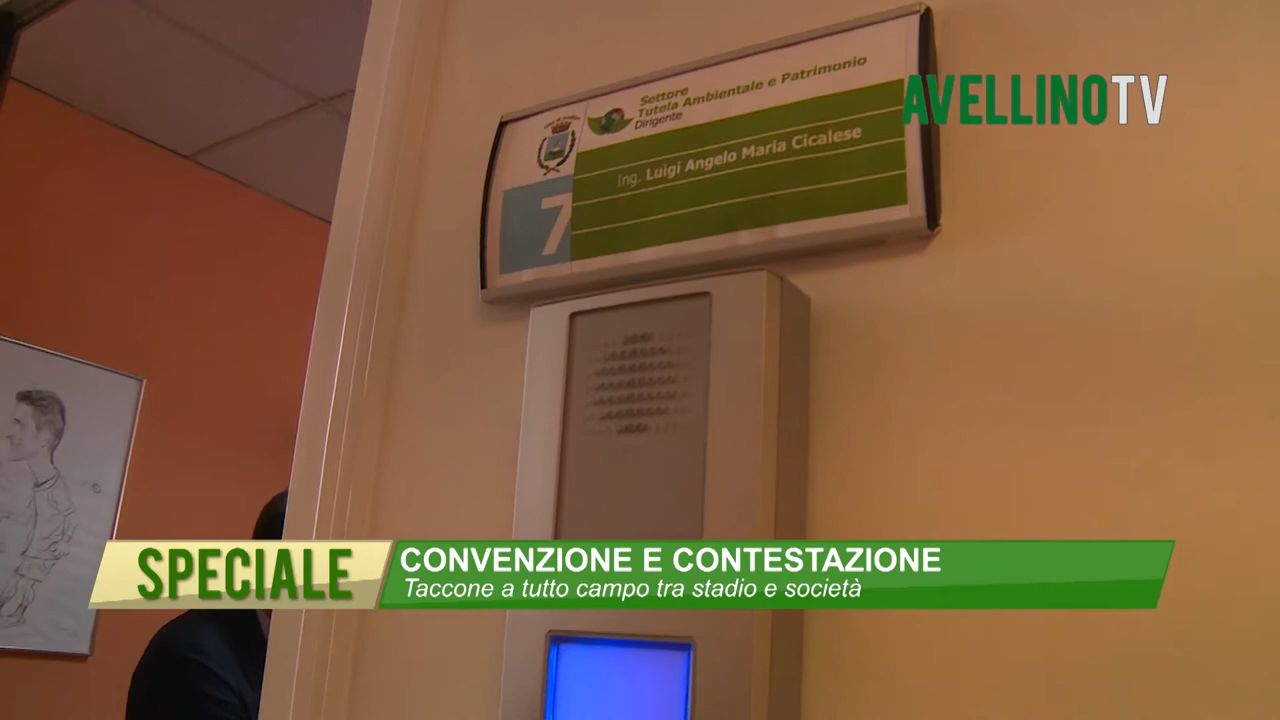 AVELLINOTV
Settore
Tutela Ambientale e Patrimonio
Dirigente
Ing. Luigi Angelo Maria Cicalese
7
SPECIALE
CONVENZIONE E CONTESTAZIONE
Taccone a tutto campo tra stadio e società